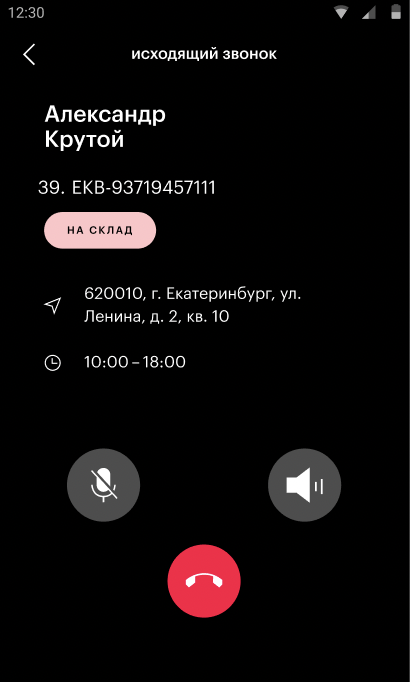 12:30
исходящий звонок
Александр
Крутой
39. ЕКВ-93719457111
НА СКЛАД
620010, г. Екатеринбург, ул.
Ленина, д. 2, кв. 10
10:00 – 18:00